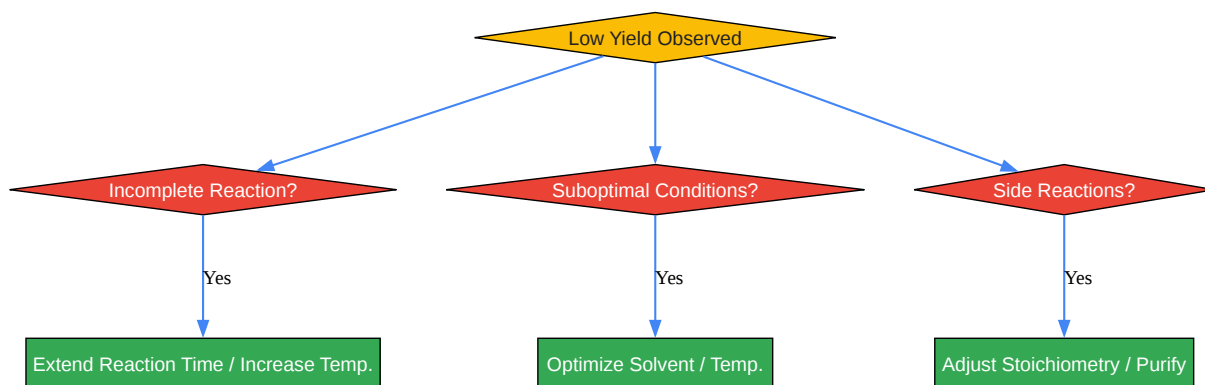 Low Yield Observed
Incomplete Reaction?
Suboptimal Conditions?
Side Reactions?
Yes
Yes
Yes
Extend Reaction Time / Increase Temp.
Optimize Solvent / Temp.
Adjust Stoichiometry / Purify